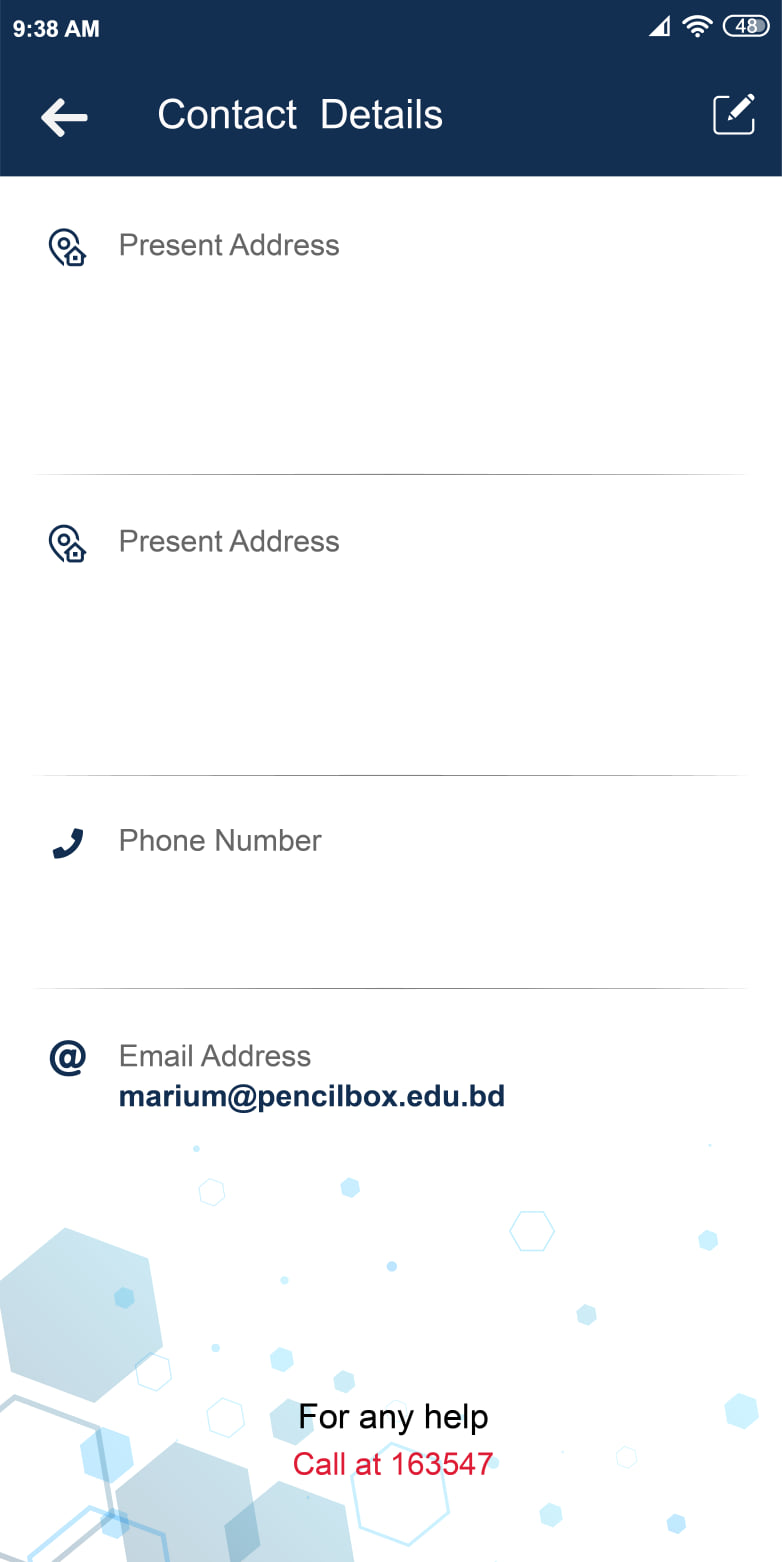 9:38 AM
48
Contact Details
Present Address
Present Address
Phone Number
Email Address
marium@pencilbox.edu.bd
For any help
Call at 163547